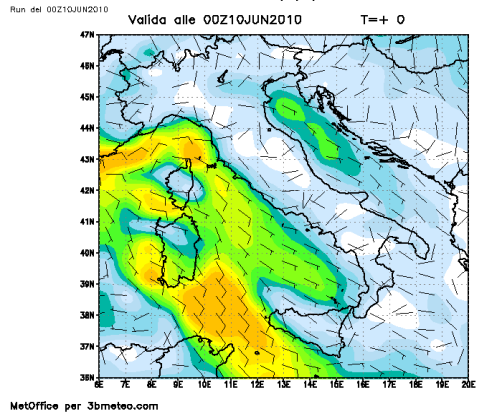 Run del 00Z10JUN2010
Valida alle 00Z10JUN2010 T=+ 0
47N
46N
45N
44N
43N
42N
41N
40N
39N
38N
37N
36N
6E 7E 8E 9E 10E 11E 12E 13E 14E 15E 16E 17E 18E 19E 20E
MetOffice per 3bmeteo.com